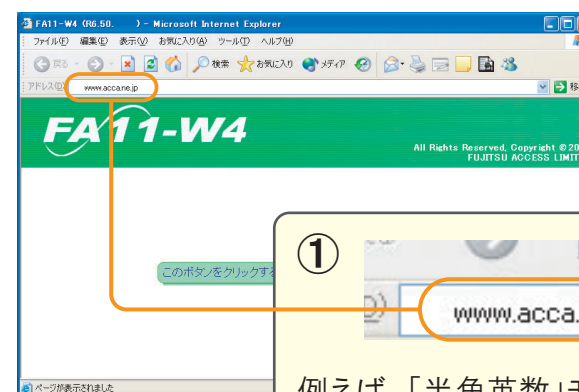 FA11-W4 (R6.50. ) - Microsoft Internet Explorer
ファイル(F) 編集(E) 表示(V) お気に入り(A) ツール(T) ヘルプ(H)
戻る 検索 お気に入り メディア
アドレス(D) www.acca.ne.jp
FA11-W4
All Rights Reserved, Copyright ©
FUJITSU ACCESS
このボタンをクリックする
①
www.acca.
例えば、「半角英数」
ページが表示されました